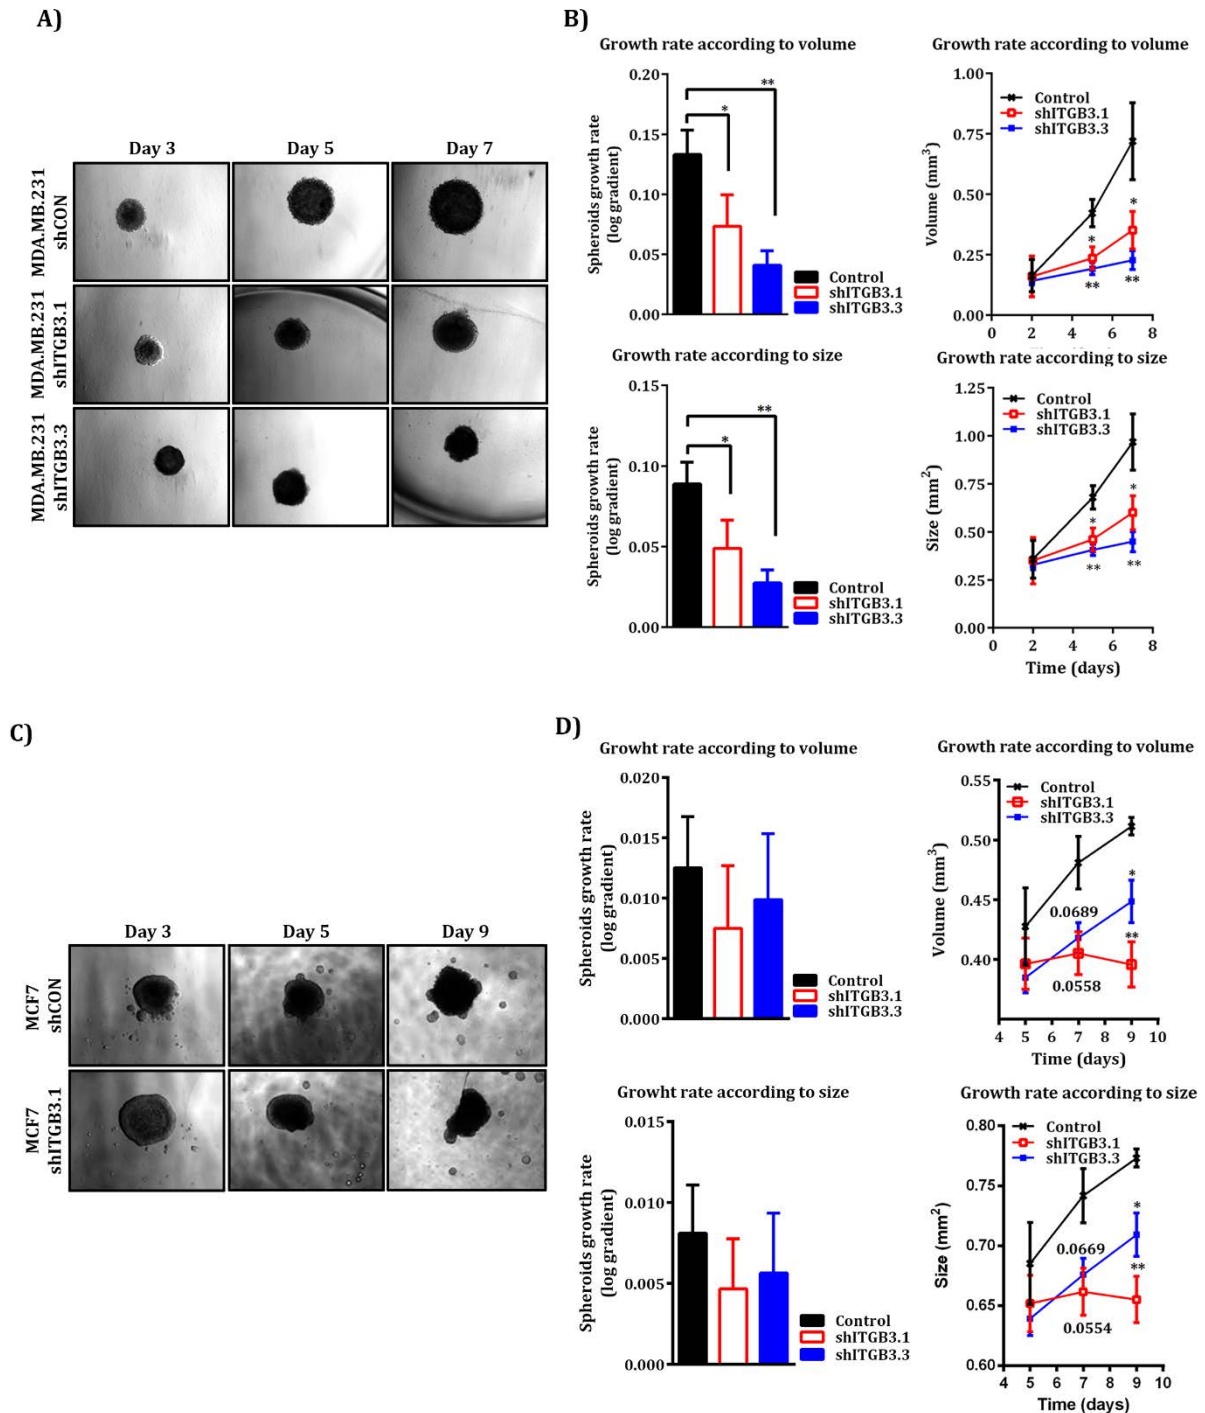 A)
Day 3
Day 5
Day 7
MDA.MB.231
shCON
MDA.MB.231
shITGB3.1
MDA.MB.231
shITGB3.3
B)
Growth rate according to volume
Spheroids growth rate
(log gradient)
0.20
0.15
0.10
0.05
0.00
*
**
Control
shITGB3.1
shITGB3.3
Growth rate according to volume
Volume (mm³)
1.00
0.75
0.50
0.25
0.00
Control
shITGB3.1
shITGB3.3
*
*
**
**
0 2 4 6 8
Growth rate according to size
Spheroids growth rate
(log gradient)
0.15
0.10
0.05
0.00
*
**
Control
shITGB3.1
shITGB3.3
Growth rate according to size
Size (mm²)
1.25
1.00
0.75
0.50
0.25
0.00
Control
shITGB3.1
shITGB3.3
*
*
**
**
0 2 4 6 8
Time (days)
C)
Day 3
Day 5
Day 9
MCF7
shCON
MCF7
shITGB3.1
D)
Growht rate according to volume
Spheroids growth rate
(log gradient)
0.020
0.015
0.010
0.005
0.000
Control
shITGB3.1
shITGB3.3
Growth rate according to volume
Volume (mm³)
0.55
0.50
0.45
0.40
Control
shITGB3.1
shITGB3.3
*
0.0689
**
0.0558
4 5 6 7 8 9 10
Time (days)
Growht rate according to size
Spheroids growth rate
(log gradient)
0.015
0.010
0.005
0.000
Control
shITGB3.1
shITGB3.3
Growth rate according to size
Size (mm²)
0.80
0.75
0.70
0.65
0.60
Control
shITGB3.1
shITGB3.3
*
0.0669
**
0.0554
4 5 6 7 8 9 10
Time (days)